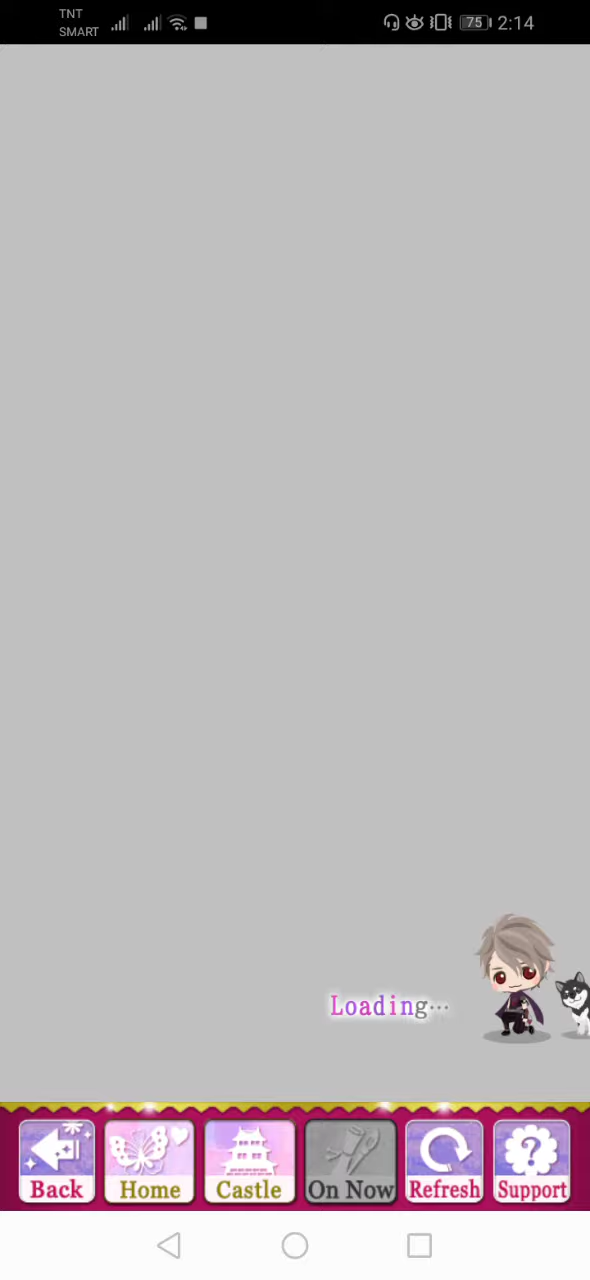 TNT
SMART
75 2:14
Loading…
Back Home Castle On Now Refresh Support